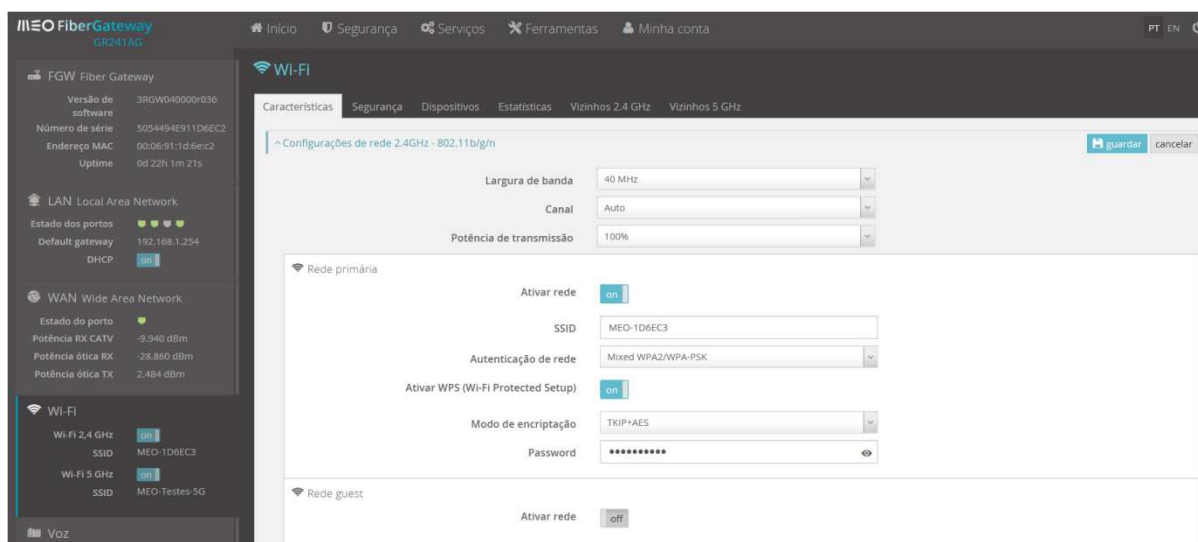 MEO FiberGateway
GR241AG
Início Segurança Serviços Ferramentas Minha conta
PT EN
FGW Fiber Gateway
Versão de software 3RGW040000r036
Número de série 5054494E911D6EC2
Endereço MAC 00:06:91:1d:6e:c2
Uptime 0d 22h 1m 21s
LAN Local Area Network
Estado dos portos
Default gateway 192.168.1.254
DHCP on
WAN Wide Area Network
Estado do porto
Potência RX CATV -9.940 dBm
Potência ótica RX -28.860 dBm
Potência ótica TX 2.484 dBm
Wi-Fi
Wi-Fi 2,4 GHz on
SSID MEO-1D6EC3
Wi-Fi 5 GHz on
SSID MEO-Testes-5G
Voz
Wi-Fi
Características Segurança Dispositivos Estatísticas Vizinhos 2.4 GHz Vizinhos 5 GHz
Configurações de rede 2.4GHz - 802.11b/g/n guardar cancelar
Largura de banda 40 MHz
Canal Auto
Potência de transmissão 100%
Rede primária
Ativar rede on
SSID MEO-1D6EC3
Autenticação de rede Mixed WPA2/WPA-PSK
Ativar WPS (Wi-Fi Protected Setup) on
Modo de encriptação TKIP+AES
Password ••••••••••
Rede guest
Ativar rede off